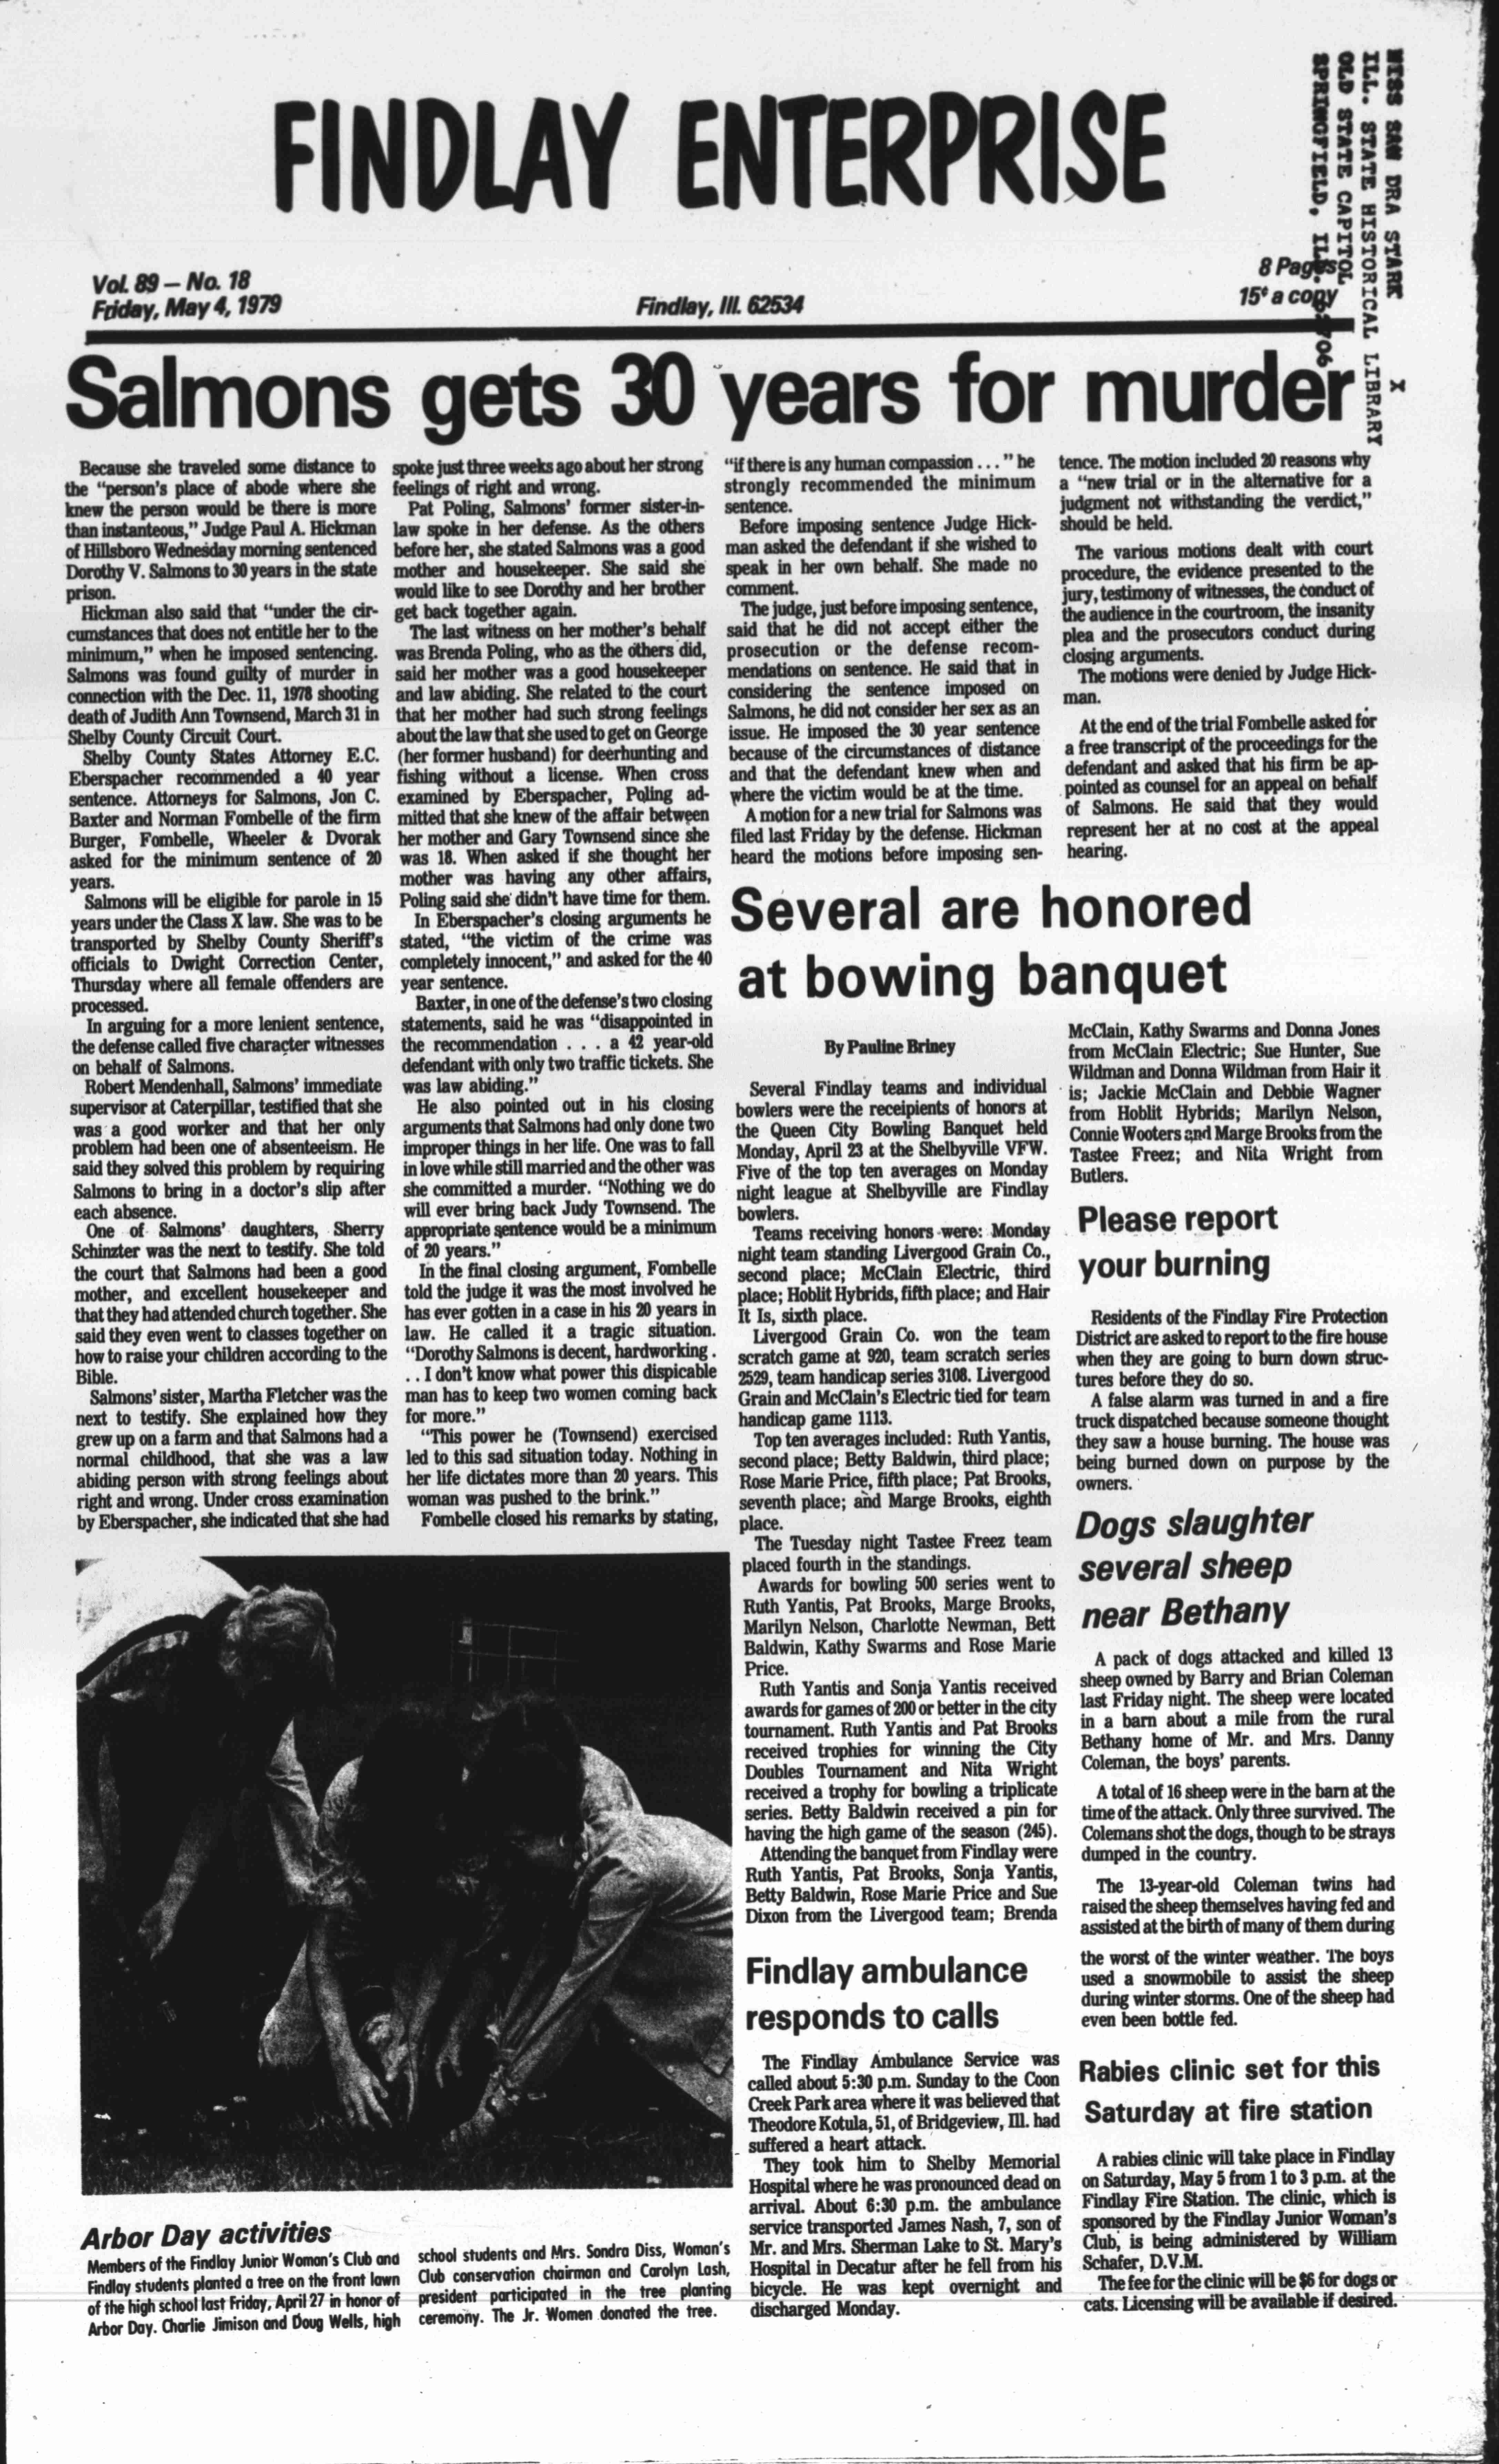 FINDLAY ENTERPRISE
MISS SAN DRA STARK X
ILL. STATE HISTORICAL LIBRARY
OLD STATE CAPITOL
SPRINGFIELD,
Vol. 89 – No. 18
Friday, May 4, 1979
Findlay, Ill. 62534
8 Pages
15¢ a copy
Salmons gets 30 years for murder
Because she traveled some distance to
the "person's place of abode where she
knew the person would be there is more
than instanteous," Judge Paul A. Hickman
of Hillsboro Wednesday morning sentenced
Dorothy V. Salmons to 30 years in the state
prison.
Hickman also said that "under the cir-
cumstances that does not entitle her to the
minimum," when he imposed sentencing.
Salmons was found guilty of murder in
connection with the Dec. 11, 1978 shooting
death of Judith Ann Townsend, March 31 in
Shelby County Circuit Court.
Shelby County States Attorney E.C.
Eberspacher recommended a 40 year
sentence. Attorneys for Salmons, Jon C.
Baxter and Norman Fombelle of the firm
Burger, Fombelle, Wheeler & Dvorak
asked for the minimum sentence of 20
years.
Salmons will be eligible for parole in 15
years under the Class X law. She was to be
transported by Shelby County Sheriff's
officials to Dwight Correction Center,
Thursday where all female offenders are
processed.
In arguing for a more lenient sentence,
the defense called five character witnesses
on behalf of Salmons.
Robert Mendenhall, Salmons' immediate
supervisor at Caterpillar, testified that she
was a good worker and that her only
problem had been one of absenteeism. He
said they solved this problem by requiring
Salmons to bring in a doctor's slip after
each absence.
One of Salmons' daughters, Sherry
Schinzter was the next to testify. She told
the court that Salmons had been a good
mother, and excellent housekeeper and
that they had attended church together. She
said they even went to classes together on
how to raise your children according to the
Bible.
Salmons' sister, Martha Fletcher was the
next to testify. She explained how they
grew up on a farm and that Salmons had a
normal childhood, that she was a law
abiding person with strong feelings about
right and wrong. Under cross examination
by Eberspacher, she indicated that she had
spoke just three weeks ago about her strong
feelings of right and wrong.
Pat Poling, Salmons' former sister-in-
law spoke in her defense. As the others
before her, she stated Salmons was a good
mother and housekeeper. She said she
would like to see Dorothy and her brother
get back together again.
The last witness on her mother's behalf
was Brenda Poling, who as the others did,
said her mother was a good housekeeper
and law abiding. She related to the court
that her mother had such strong feelings
about the law that she used to get on George
(her former husband) for deerhunting and
fishing without a license. When cross
examined by Eberspacher, Poling ad-
mitted that she knew of the affair between
her mother and Gary Townsend since she
was 18. When asked if she thought her
mother was having any other affairs,
Poling said she didn't have time for them.
In Eberspacher's closing arguments he
stated, "the victim of the crime was
completely innocent," and asked for the 40
year sentence.
Baxter, in one of the defense's two closing
statements, said he was "disappointed in
the recommendation . . . a 42 year-old
defendant with only two traffic tickets. She
was law abiding."
He also pointed out in his closing
arguments that Salmons had only done two
improper things in her life. One was to fall
in love while still married and the other was
she committed a murder. "Nothing we do
will ever bring back Judy Townsend. The
appropriate sentence would be a minimum
of 20 years."
In the final closing argument, Fombelle
told the judge it was the most involved he
has ever gotten in a case in his 20 years in
law. He called it a tragic situation.
"Dorothy Salmons is decent, hardworking .
. . I don't know what power this dispicable
man has to keep two women coming back
for more."
"This power he (Townsend) exercised
led to this sad situation today. Nothing in
her life dictates more than 20 years. This
woman was pushed to the brink."
Fombelle closed his remarks by stating,
"if there is any human compassion . . ." he
strongly recommended the minimum
sentence.
Before imposing sentence Judge Hick-
man asked the defendant if she wished to
speak in her own behalf. She made no
comment.
The judge, just before imposing sentence,
said that he did not accept either the
prosecution or the defense recom-
mendations on sentence. He said that in
considering the sentence imposed on
Salmons, he did not consider her sex as an
issue. He imposed the 30 year sentence
because of the circumstances of distance
and that the defendant knew when and
where the victim would be at the time.
A motion for a new trial for Salmons was
filed last Friday by the defense. Hickman
heard the motions before imposing sen-
tence. The motion included 20 reasons why
a "new trial or in the alternative for a
judgment not withstanding the verdict,"
should be held.
The various motions dealt with court
procedure, the evidence presented to the
jury, testimony of witnesses, the conduct of
the audience in the courtroom, the insanity
plea and the prosecutors conduct during
closing arguments.
The motions were denied by Judge Hick-
man.
At the end of the trial Fombelle asked for
a free transcript of the proceedings for the
defendant and asked that his firm be ap-
pointed as counsel for an appeal on behalf
of Salmons. He said that they would
represent her at no cost at the appeal
hearing.
Several are honored
at bowing banquet
By Pauline Briney
Several Findlay teams and individual
bowlers were the receipients of honors at
the Queen City Bowling Banquet held
Monday, April 23 at the Shelbyville VFW.
Five of the top ten averages on Monday
night league at Shelbyville are Findlay
bowlers.
Teams receiving honors were: Monday
night team standing Livergood Grain Co.,
second place; McClain Electric, third
place; Hoblit Hybrids, fifth place; and Hair
It Is, sixth place.
Livergood Grain Co. won the team
scratch game at 920, team scratch series
2529, team handicap series 3108. Livergood
Grain and McClain's Electric tied for team
handicap game 1113.
Top ten averages included: Ruth Yantis,
second place; Betty Baldwin, third place;
Rose Marie Price, fifth place; Pat Brooks,
seventh place; and Marge Brooks, eighth
place.
The Tuesday night Tastee Freez team
placed fourth in the standings.
Awards for bowling 500 series went to
Ruth Yantis, Pat Brooks, Marge Brooks,
Marilyn Nelson, Charlotte Newman, Bett
Baldwin, Kathy Swarms and Rose Marie
Price.
Ruth Yantis and Sonja Yantis received
awards for games of 200 or better in the city
tournament. Ruth Yantis and Pat Brooks
received trophies for winning the City
Doubles Tournament and Nita Wright
received a trophy for bowling a triplicate
series. Betty Baldwin received a pin for
having the high game of the season (245).
Attending the banquet from Findlay were
Ruth Yantis, Pat Brooks, Sonja Yantis,
Betty Baldwin, Rose Marie Price and Sue
Dixon from the Livergood team; Brenda
McClain, Kathy Swarms and Donna Jones
from McClain Electric; Sue Hunter, Sue
Wildman and Donna Wildman from Hair it
is; Jackie McClain and Debbie Wagner
from Hoblit Hybrids; Marilyn Nelson,
Connie Wooters and Marge Brooks from the
Tastee Freez; and Nita Wright from
Butlers.
Findlay ambulance
responds to calls
The Findlay Ambulance Service was
called about 5:30 p.m. Sunday to the Coon
Creek Park area where it was believed that
Theodore Kotula, 51, of Bridgeview, Ill. had
suffered a heart attack.
They took him to Shelby Memorial
Hospital where he was pronounced dead on
arrival. About 6:30 p.m. the ambulance
service transported James Nash, 7, son of
Mr. and Mrs. Sherman Lake to St. Mary's
Hospital in Decatur after he fell from his
bicycle. He was kept overnight and
discharged Monday.
Please report
your burning
Residents of the Findlay Fire Protection
District are asked to report to the fire house
when they are going to burn down struc-
tures before they do so.
A false alarm was turned in and a fire
truck dispatched because someone thought
they saw a house burning. The house was
being burned down on purpose by the
owners.
Dogs slaughter
several sheep
near Bethany
A pack of dogs attacked and killed 13
sheep owned by Barry and Brian Coleman
last Friday night. The sheep were located
in a barn about a mile from the rural
Bethany home of Mr. and Mrs. Danny
Coleman, the boys' parents.
A total of 16 sheep were in the barn at the
time of the attack. Only three survived. The
Colemans shot the dogs, though to be strays
dumped in the country.
The 13-year-old Coleman twins had
raised the sheep themselves having fed and
assisted at the birth of many of them during
the worst of the winter weather. The boys
used a snowmobile to assist the sheep
during winter storms. One of the sheep had
even been bottle fed.
Rabies clinic set for this
Saturday at fire station
A rabies clinic will take place in Findlay
on Saturday, May 5 from 1 to 3 p.m. at the
Findlay Fire Station. The clinic, which is
sponsored by the Findlay Junior Woman's
Club, is being administered by William
Schafer, D.V.M.
The fee for the clinic will be $6 for dogs or
cats. Licensing will be available if desired.
Arbor Day activities
Members of the Findlay Junior Woman's Club and
Findlay students planted a tree on the front lawn
of the high school last Friday, April 27 in honor of
Arbor Day. Charlie Jimison and Doug Wells, high
school students and Mrs. Sondra Diss, Woman's
Club conservation chairman and Carolyn Lash,
president participated in the tree planting
ceremony. The Jr. Women donated the tree.